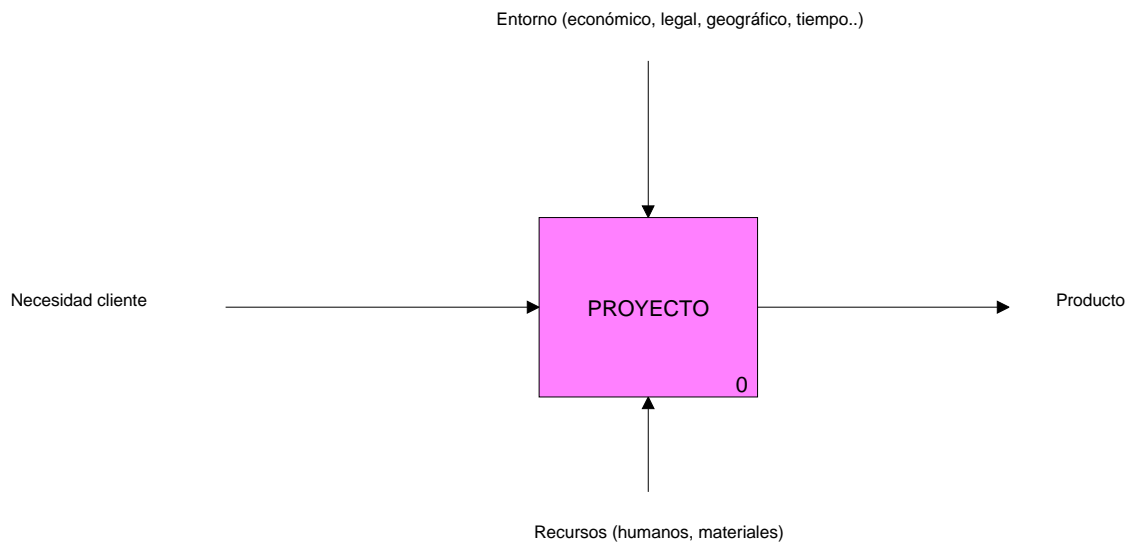 Entorno (económico, legal, geográfico, tiempo..)
Necesidad cliente
PROYECTO
Producto
0
Recursos (humanos, materiales)